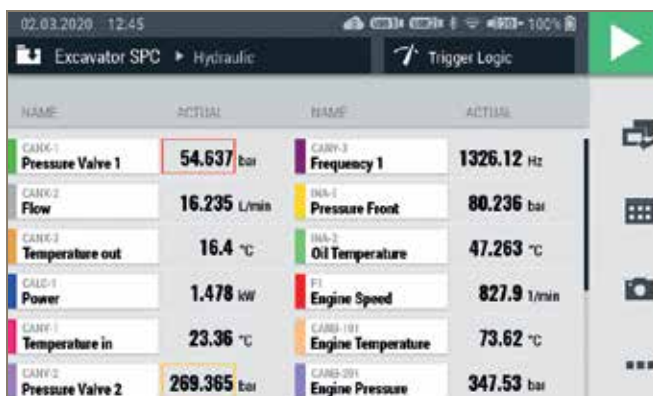 02.03.2020 12:45 100%
Excavator SPC ▸ Hydraulic Trigger Logic
NAME ACTUAL NAME ACTUAL
CANX-1 CANY-3
Pressure Valve 1 54.637 bar Frequency 1 1326.12 Hz
CANX-2 INA-1
Flow 16.235 L/min Pressure Front 80.236 bar
CANX-3 INA-2
Temperature out 16.4 °C Oil Temperature 47.263 °C
CALC-1 F1
Power 1.478 kW Engine Speed 827.9 1/min
CANY-1 CANB-101
Temperature in 23.36 °C Engine Temperature 73.62 °C
CANY-2 CANB-201
Pressure Valve 2 269.365 bar Engine Pressure 347.53 bar